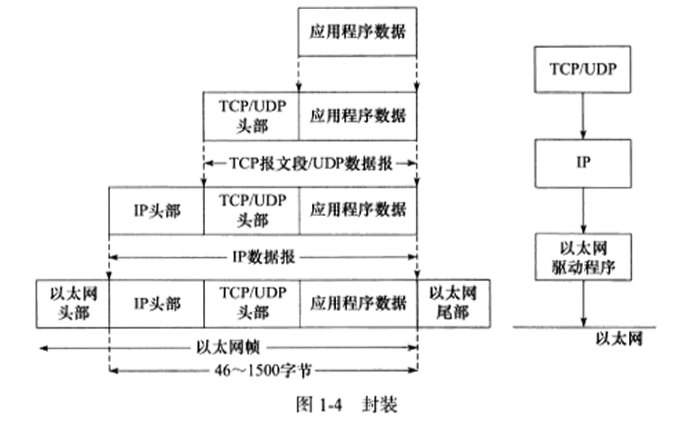 应用程序数据
TCP/UDP
头部
应用程序数据
TCP报文段/UDP数据报
IP头部
TCP/UDP
头部
应用程序数据
IP数据报
以太网
头部
IP头部
TCP/UDP
头部
应用程序数据
以太网
尾部
以太网帧
46～1500字节
TCP/UDP
IP
以太网
驱动程序
以太网
图 1-4 封装